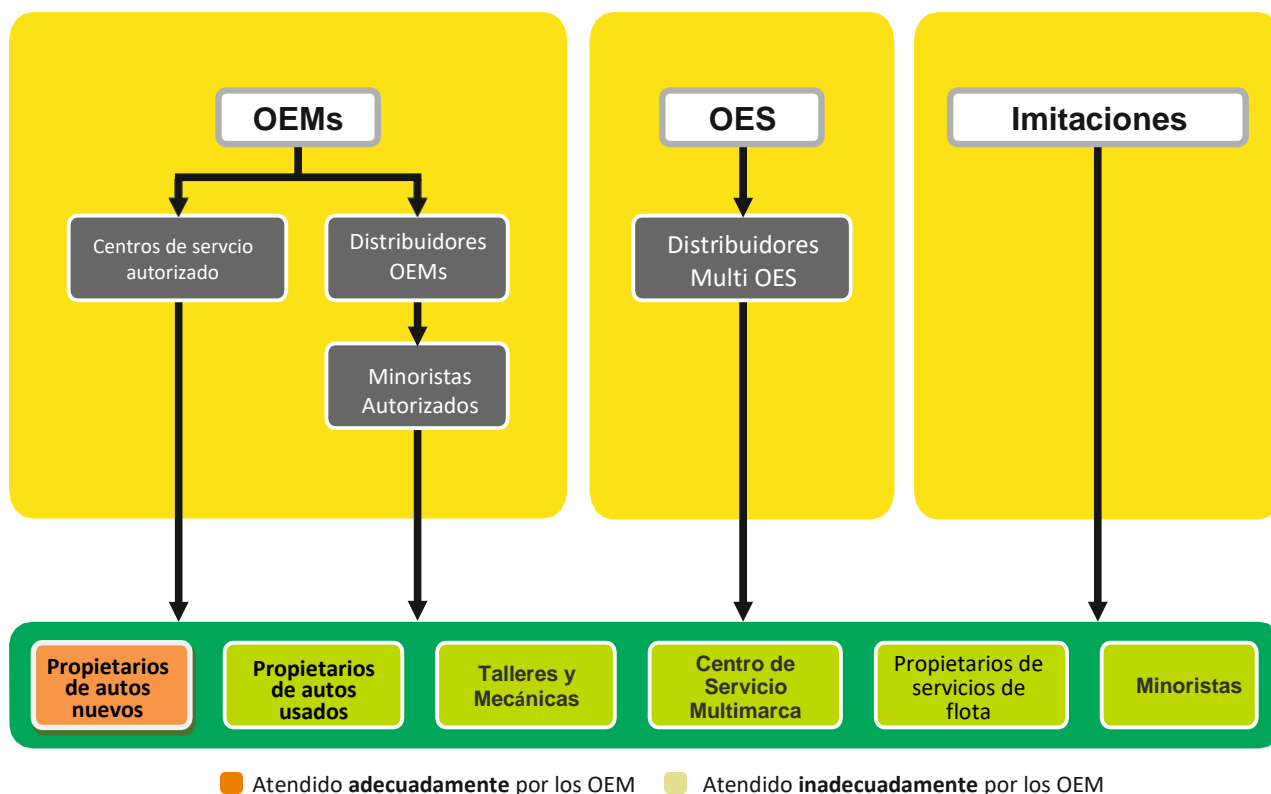 OEMs
OES
Imitaciones
Centros de servcio
autorizado
Distribuidores
OEMs
Distribuidores
Multi OES
Minoristas
Autorizados
Propietarios
de autos
nuevos
Propietarios
de autos
usados
Talleres y
Mecánicas
Centro de
Servicio
Multimarca
Propietarios de
servicios de
flota
Minoristas
Atendido adecuadamente por los OEM
Atendido inadecuadamente por los OEM